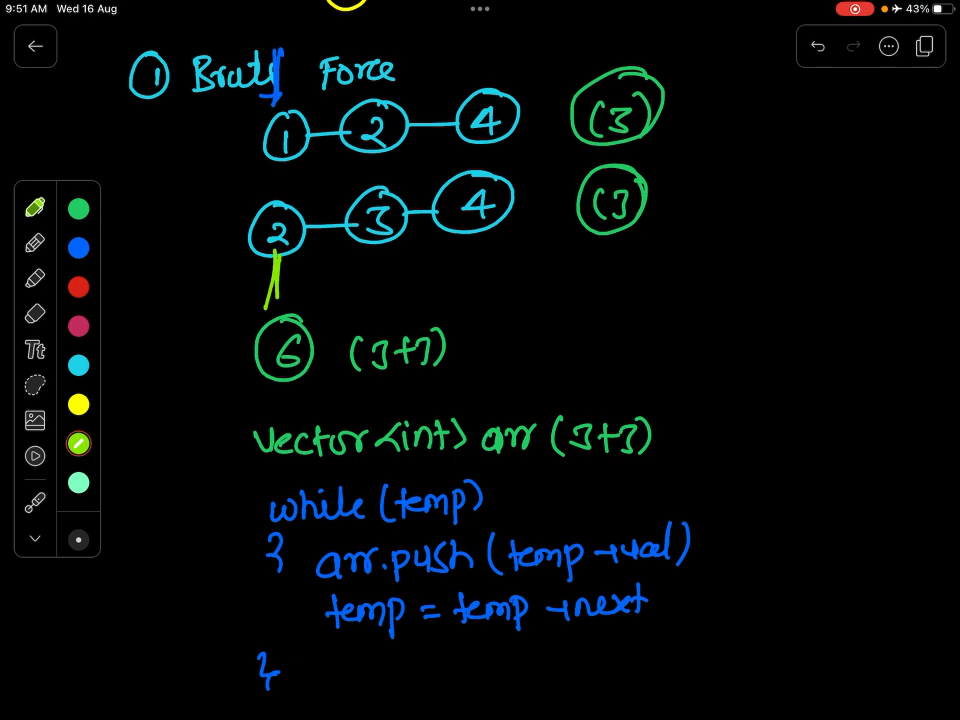 9:51 AM Wed 16 Aug
43%
① Brute Force
1 2 4 (3)
2 3 4 (3)
6 (3+3)
vector <int> arr (3+3)
while (temp)
{ arr.push (temp→val)
temp = temp →next
}
Tt